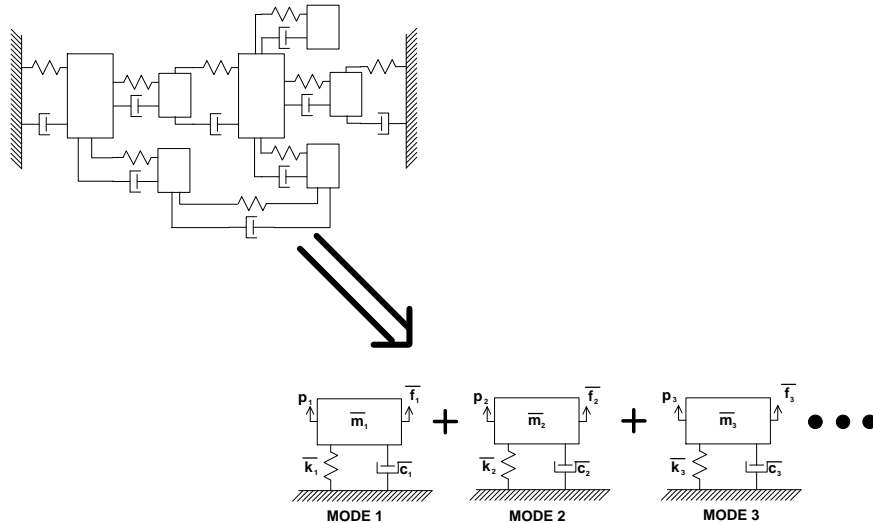 p₁ f̅₁ + p₂ f̅₂ + p₃ f̅₃
m̅₁ m̅₂ m̅₃
k̅₁ c̅₁ k̅₂ c̅₂ k̅₃ c̅₃
MODE 1 MODE 2 MODE 3